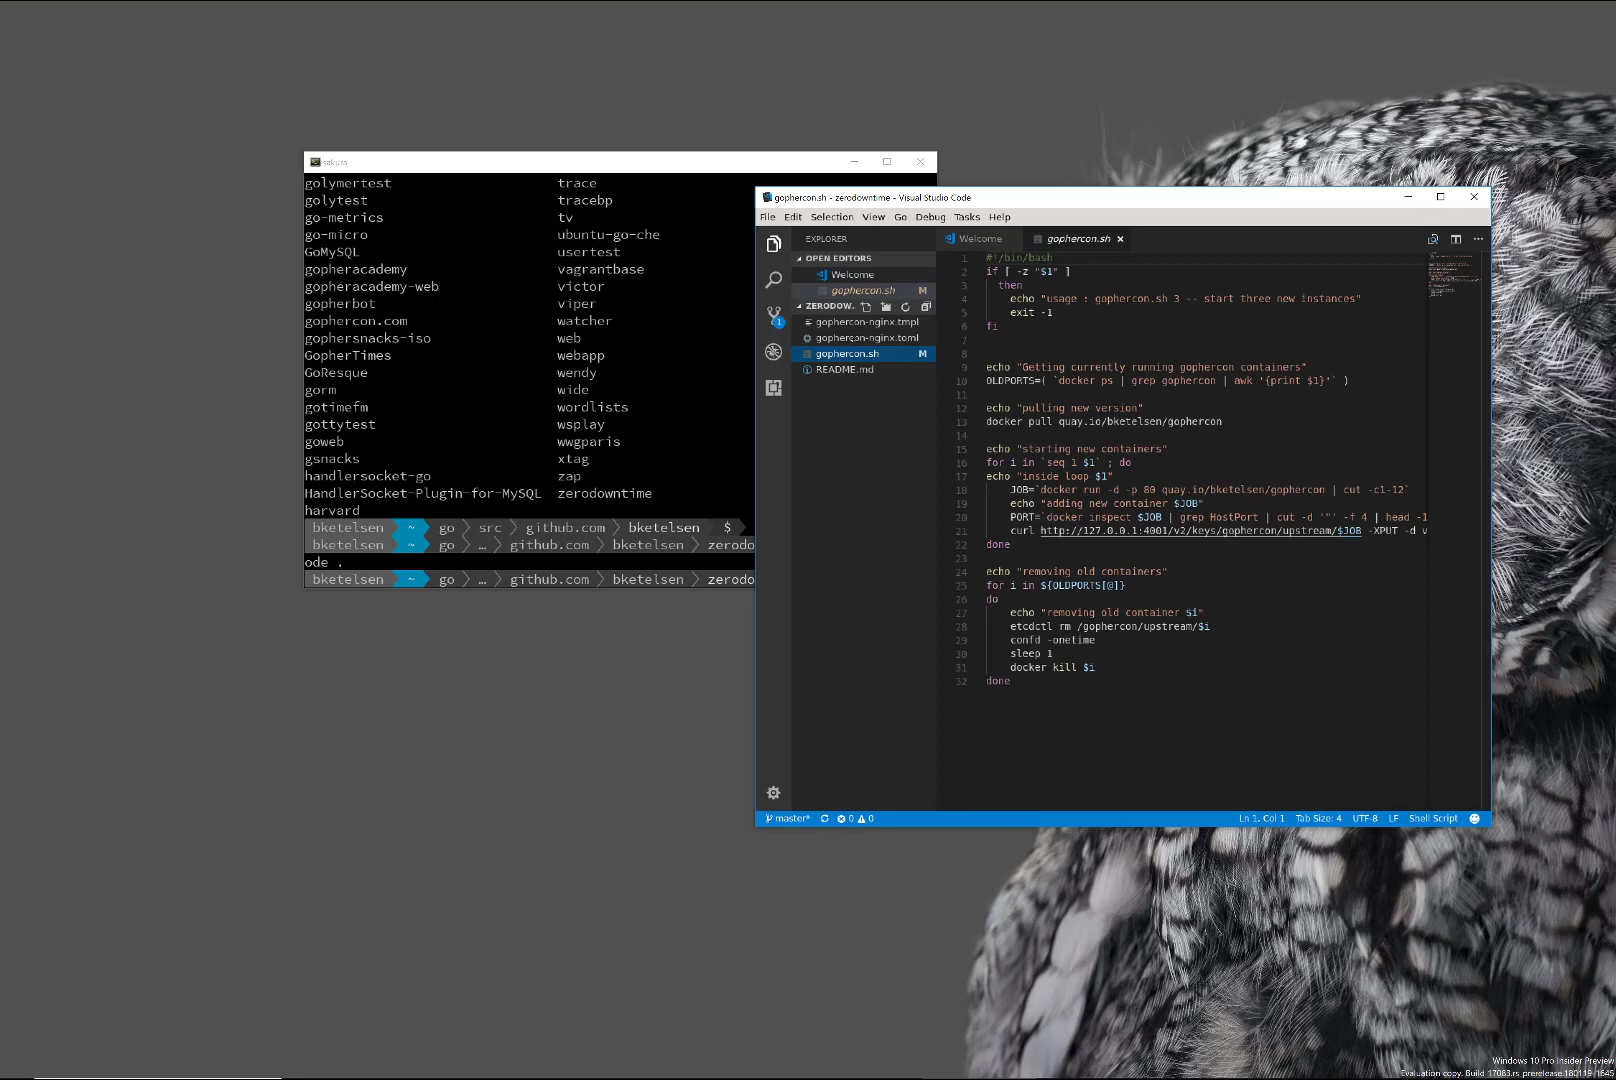 sakura
golymertest trace
golytest tracebp
go-metrics tv
go-micro ubuntu-go-che
GoMySQL usertest
gopheracademy vagrantbase
gopheracademy-web victor
gopherbot viper
gophercon.com watcher
gophersnacks-iso web
GopherTimes webapp
GoResque wendy
gorm wide
gotimefm wordlists
gottytest wsplay
goweb wwgparis
gsnacks xtag
handlersocket-go zap
HandlerSocket-Plugin-for-MySQL zerodowntime
harvard
bketelsen ~ go src github.com bketelsen $
bketelsen ~ go … github.com bketelsen zerodo
ode .
bketelsen ~ go … github.com bketelsen zerodo
gophercon.sh - zerodowntime - Visual Studio Code
File Edit Selection View Go Debug Tasks Help
EXPLORER
OPEN EDITORS
Welcome
gophercon.sh M
ZERODOW.
gophercon-nginx.tmpl
gophercon-nginx.toml
gophercon.sh M
README.md
1
Welcome gophercon.sh
1 #!/bin/bash
2 if [ -z "$1" ]
3 then
4 echo "usage : gophercon.sh 3 -- start three new instances"
5 exit -1
6 fi
7
8
9 echo "Getting currently running gophercon containers"
10 OLDPORTS=( `docker ps | grep gophercon | awk '{print $1}'` )
11
12 echo "pulling new version"
13 docker pull quay.io/bketelsen/gophercon
14
15 echo "starting new containers"
16 for i in `seq 1 $1` ; do
17 echo "inside loop $1"
18 JOB=`docker run -d -p 80 quay.io/bketelsen/gophercon | cut -c1-12`
19 echo "adding new container $JOB"
20 PORT=`docker inspect $JOB | grep HostPort | cut -d '"' -f 4 | head -1
21 curl http://127.0.0.1:4001/v2/keys/gophercon/upstream/$JOB -XPUT -d v
22 done
23
24 echo "removing old containers"
25 for i in ${OLDPORTS[@]}
26 do
27 echo "removing old container $i"
28 etcdctl rm /gophercon/upstream/$i
29 confd -onetime
30 sleep 1
31 docker kill $i
32 done
master* 0 0 Ln 1, Col 1 Tab Size: 4 UTF-8 LF Shell Script
Windows 10 Pro Insider Preview
Evaluation copy. Build 17083.rs_prerelease.180119-1645